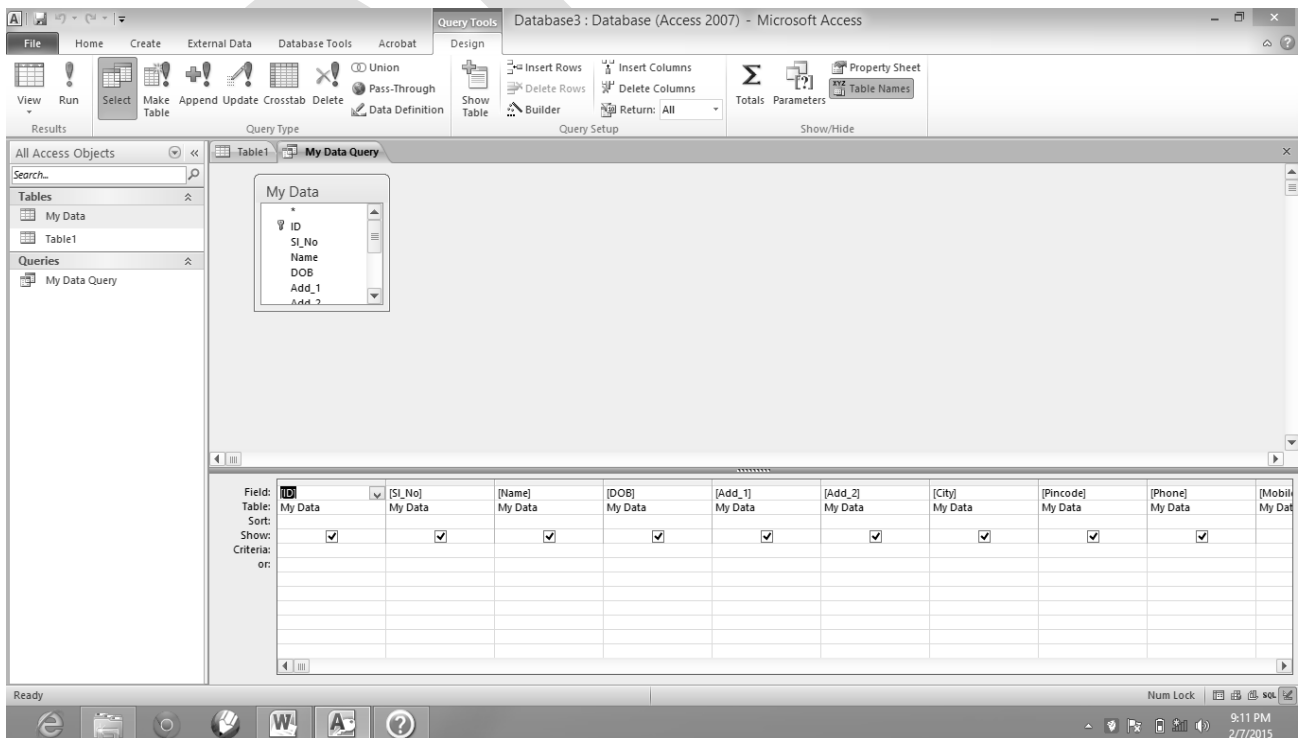 Query Tools Database3 : Database (Access 2007) - Microsoft Access
File Home Create External Data Database Tools Acrobat Design
View Run Select Make Table Append Update Crosstab Delete
Union
Pass-Through
Data Definition
Show Table
Insert Rows
Delete Rows
Builder
Insert Columns
Delete Columns
Return: All
Totals Parameters
Property Sheet
Table Names
Results Query Type Query Setup Show/Hide
All Access Objects
Search...
Tables
My Data
Table1
Queries
My Data Query
Table1 My Data Query
My Data
*
ID
Sl_No
Name
DOB
Add_1
Add_2
Field: [ID] [Sl_No] [Name] [DOB] [Add_1] [Add_2] [City] [Pincode] [Phone] [Mobil
Table: My Data My Data My Data My Data My Data My Data My Data My Data My Data My Dat
Sort:
Show:
Criteria:
or:
Ready Num Lock SQL
9:11 PM
2/7/2015